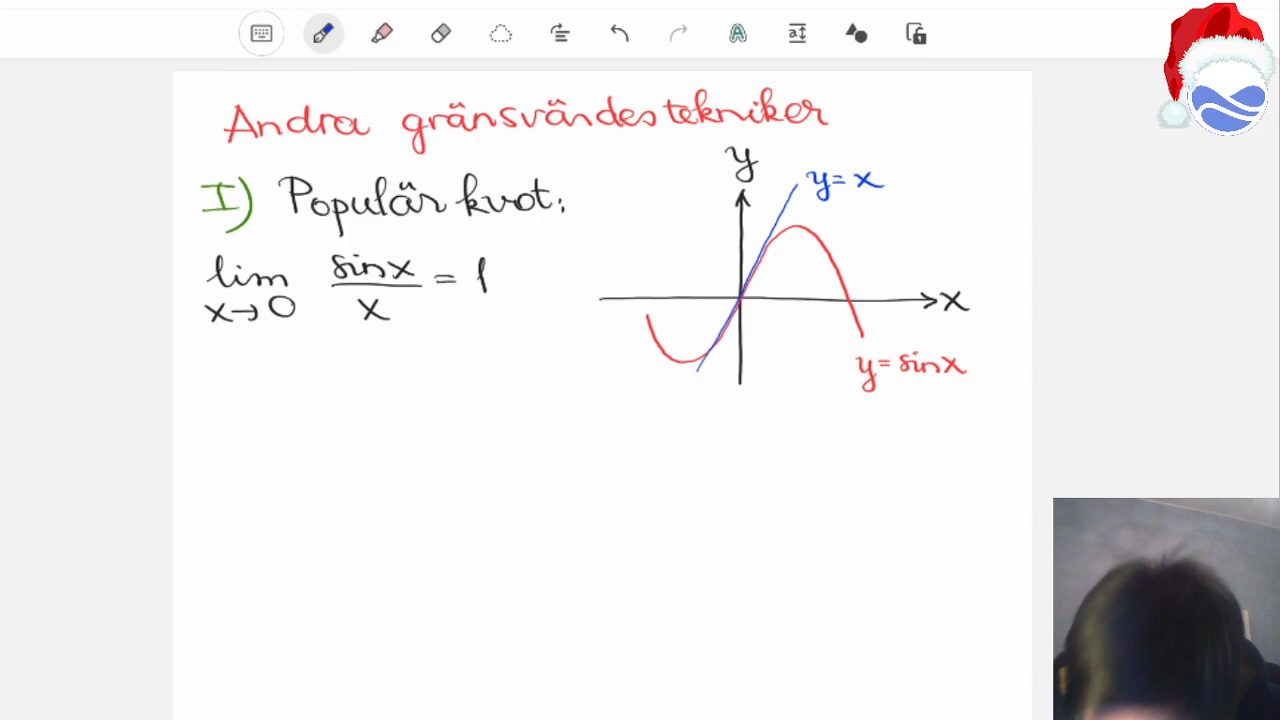 Andra gränsvärdestekniker
I) Populär kvot:
lim x→0 sinx/x = 1
y
y=x
x
y=sinx